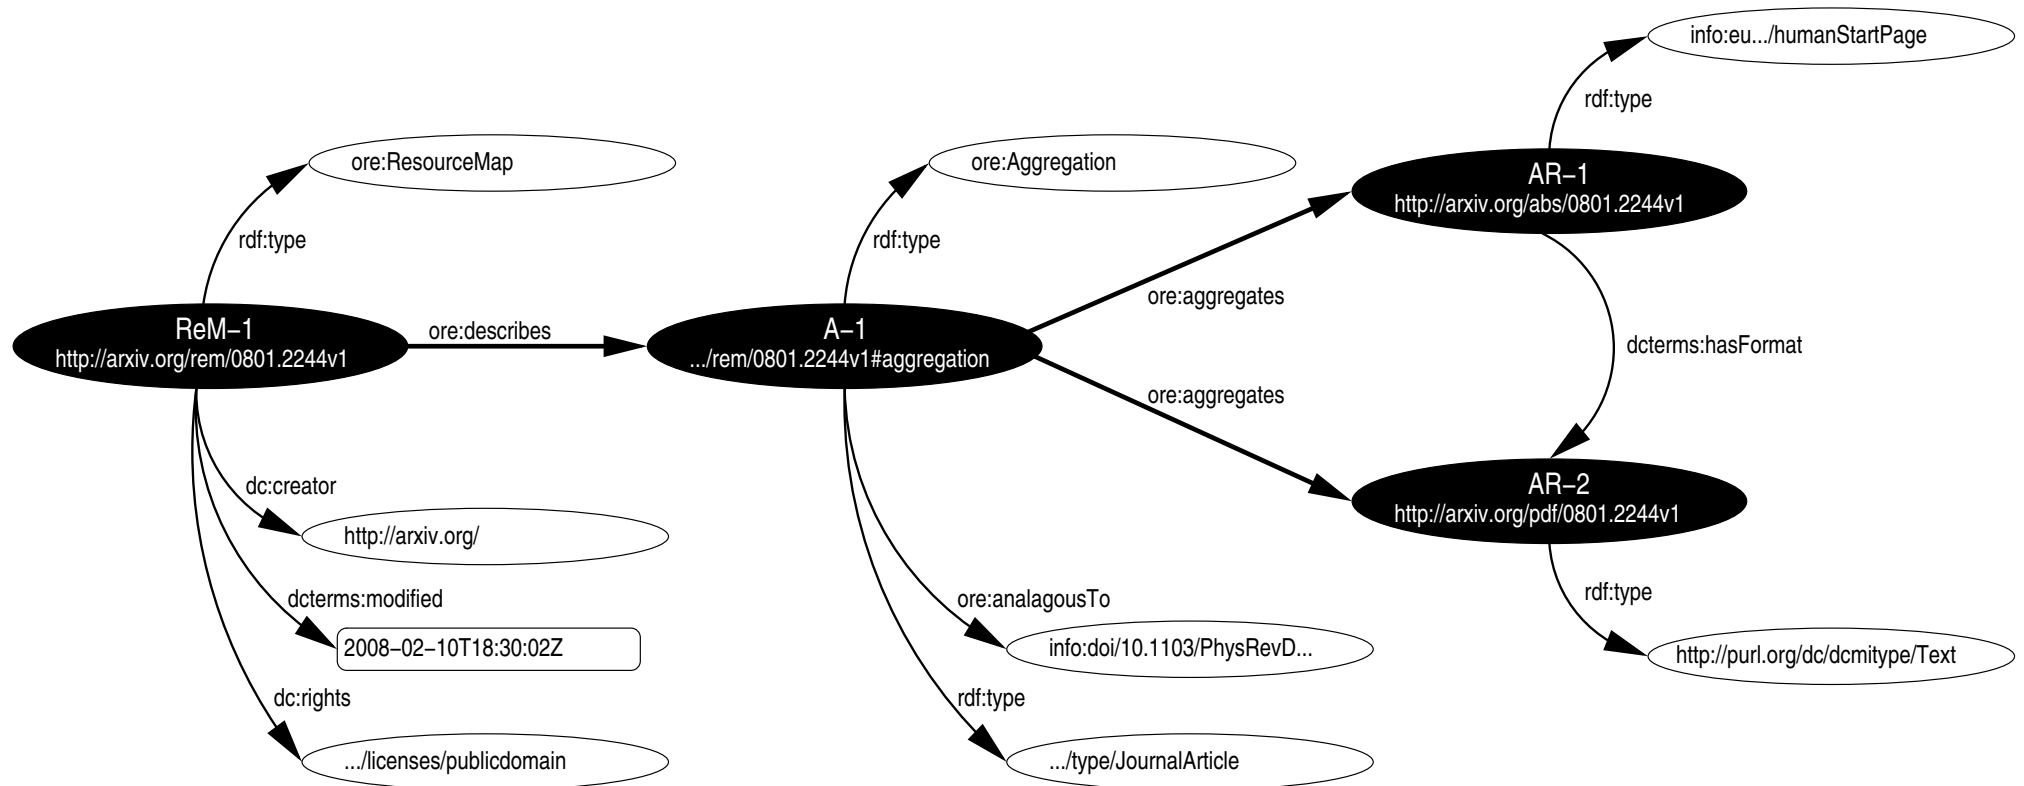 info:eu.../humanStartPage
rdf:type
ore:ResourceMap
ore:Aggregation
AR−1
http://arxiv.org/abs/0801.2244v1
rdf:type
rdf:type
ore:aggregates
ReM−1
http://arxiv.org/rem/0801.2244v1
ore:describes
A−1
.../rem/0801.2244v1#aggregation
dcterms:hasFormat
ore:aggregates
AR−2
http://arxiv.org/pdf/0801.2244v1
dc:creator
http://arxiv.org/
dcterms:modified
2008−02−10T18:30:02Z
ore:analagousTo
info:doi/10.1103/PhysRevD...
rdf:type
http://purl.org/dc/dcmitype/Text
dc:rights
.../licenses/publicdomain
rdf:type
.../type/JournalArticle